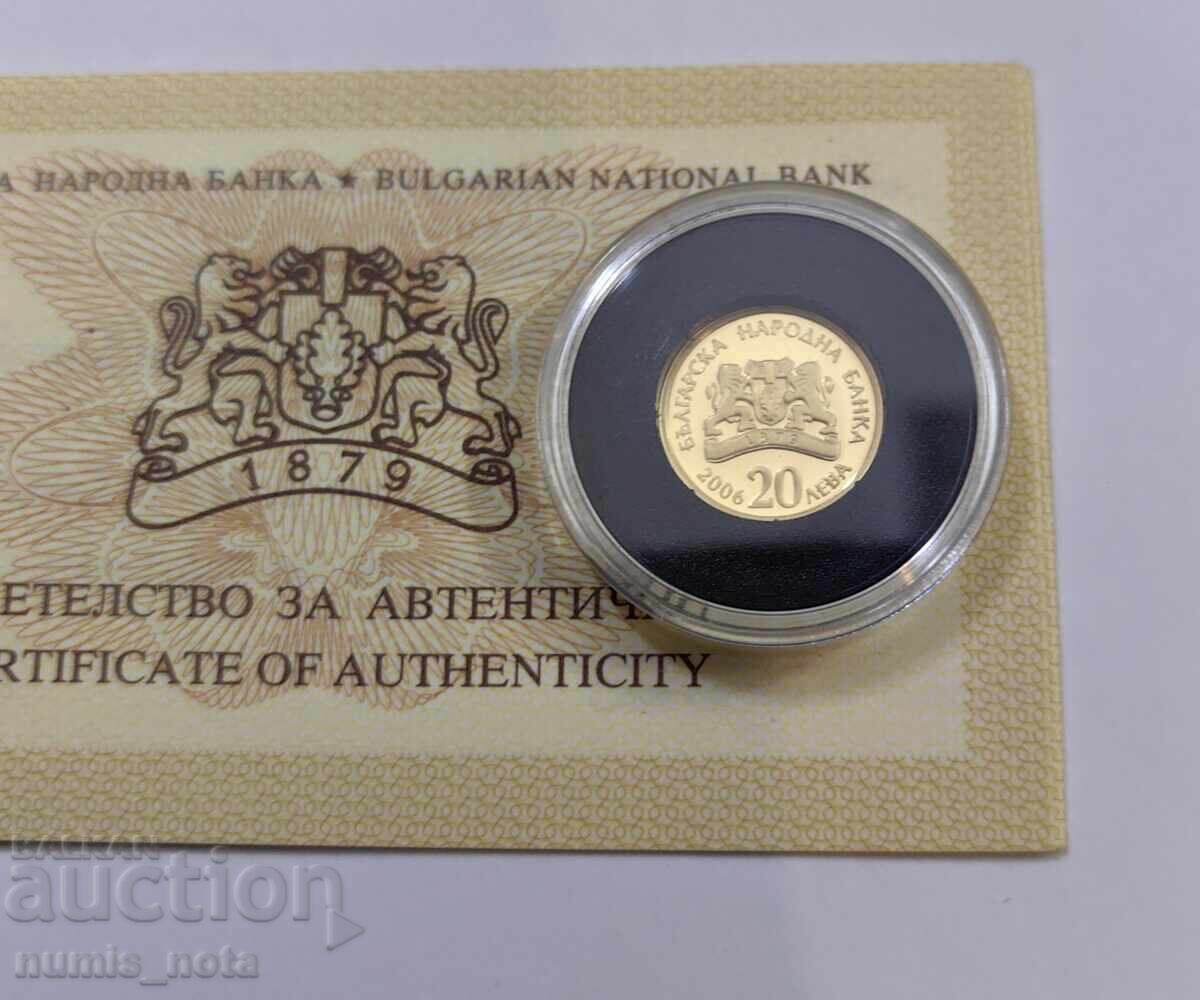 А НАРОДНА БАНКА ★ BULGARIAN NATIONAL BANK
1879
ЕТЕЛСТВО ЗА АВТЕНТИЧ
RTIFICATE OF AUTHENTICITY
БЪЛГАРСКА НАРОДНА БАНКА
1879
2006 20 ЛЕВА
BALKAN
auction
numis_nota